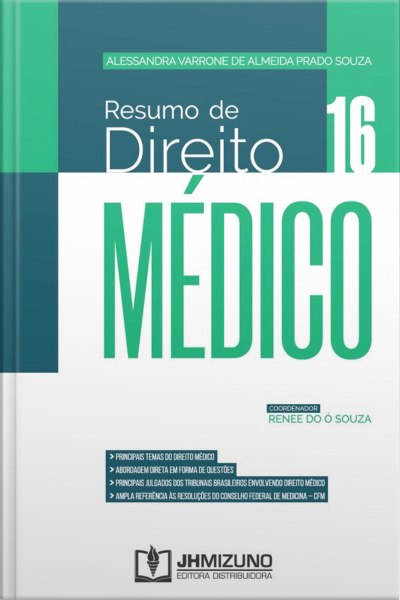 ALESSANDRA VARRONE DE ALMEIDA PRADO SOUZA
Resumo de
Direito
16
MÉDICO
COORDENADOR
RENEE DO Ó SOUZA
> PRINCIPAIS TEMAS DO DIREITO MÉDICO
> ABORDAGEM DIRETA EM FORMA DE QUESTÕES
> PRINCIPAIS JULGADOS DOS TRIBUNAIS BRASILEIROS ENVOLVENDO DIREITO MÉDICO
> AMPLA REFERÊNCIA ÀS RESOLUÇÕES DO CONSELHO FEDERAL DE MEDICINA – CFM
JHMIZUNO
EDITORA DISTRIBUIDORA